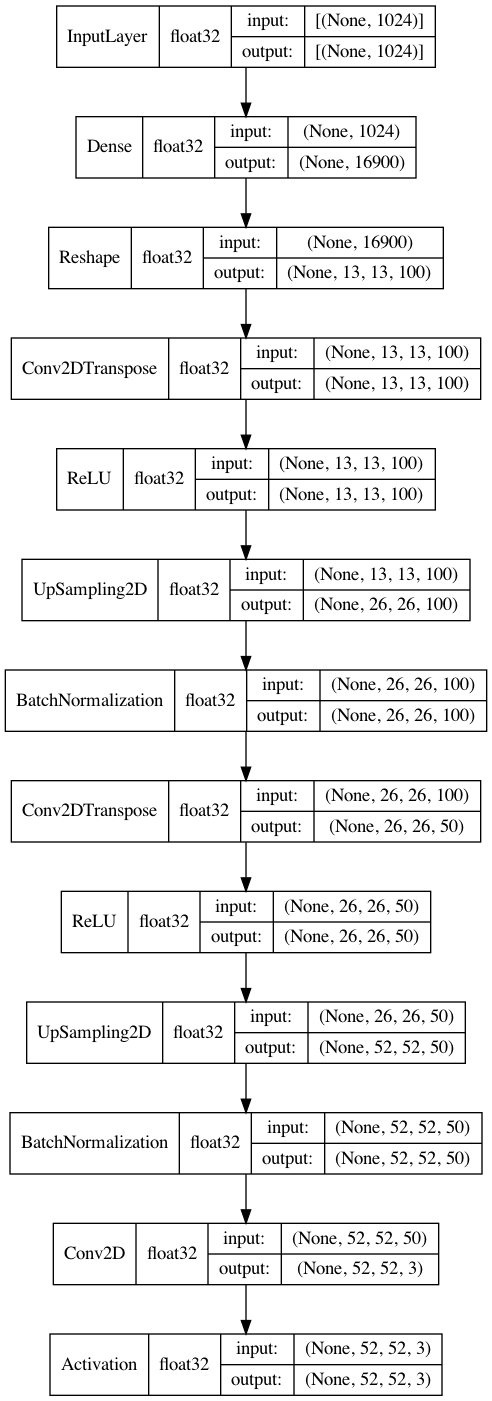 InputLayer float32 input: [(None, 1024)]
output: [(None, 1024)]
Dense float32 input: (None, 1024)
output: (None, 16900)
Reshape float32 input: (None, 16900)
output: (None, 13, 13, 100)
Conv2DTranspose float32 input: (None, 13, 13, 100)
output: (None, 13, 13, 100)
ReLU float32 input: (None, 13, 13, 100)
output: (None, 13, 13, 100)
UpSampling2D float32 input: (None, 13, 13, 100)
output: (None, 26, 26, 100)
BatchNormalization float32 input: (None, 26, 26, 100)
output: (None, 26, 26, 100)
Conv2DTranspose float32 input: (None, 26, 26, 100)
output: (None, 26, 26, 50)
ReLU float32 input: (None, 26, 26, 50)
output: (None, 26, 26, 50)
UpSampling2D float32 input: (None, 26, 26, 50)
output: (None, 52, 52, 50)
BatchNormalization float32 input: (None, 52, 52, 50)
output: (None, 52, 52, 50)
Conv2D float32 input: (None, 52, 52, 50)
output: (None, 52, 52, 3)
Activation float32 input: (None, 52, 52, 3)
output: (None, 52, 52, 3)